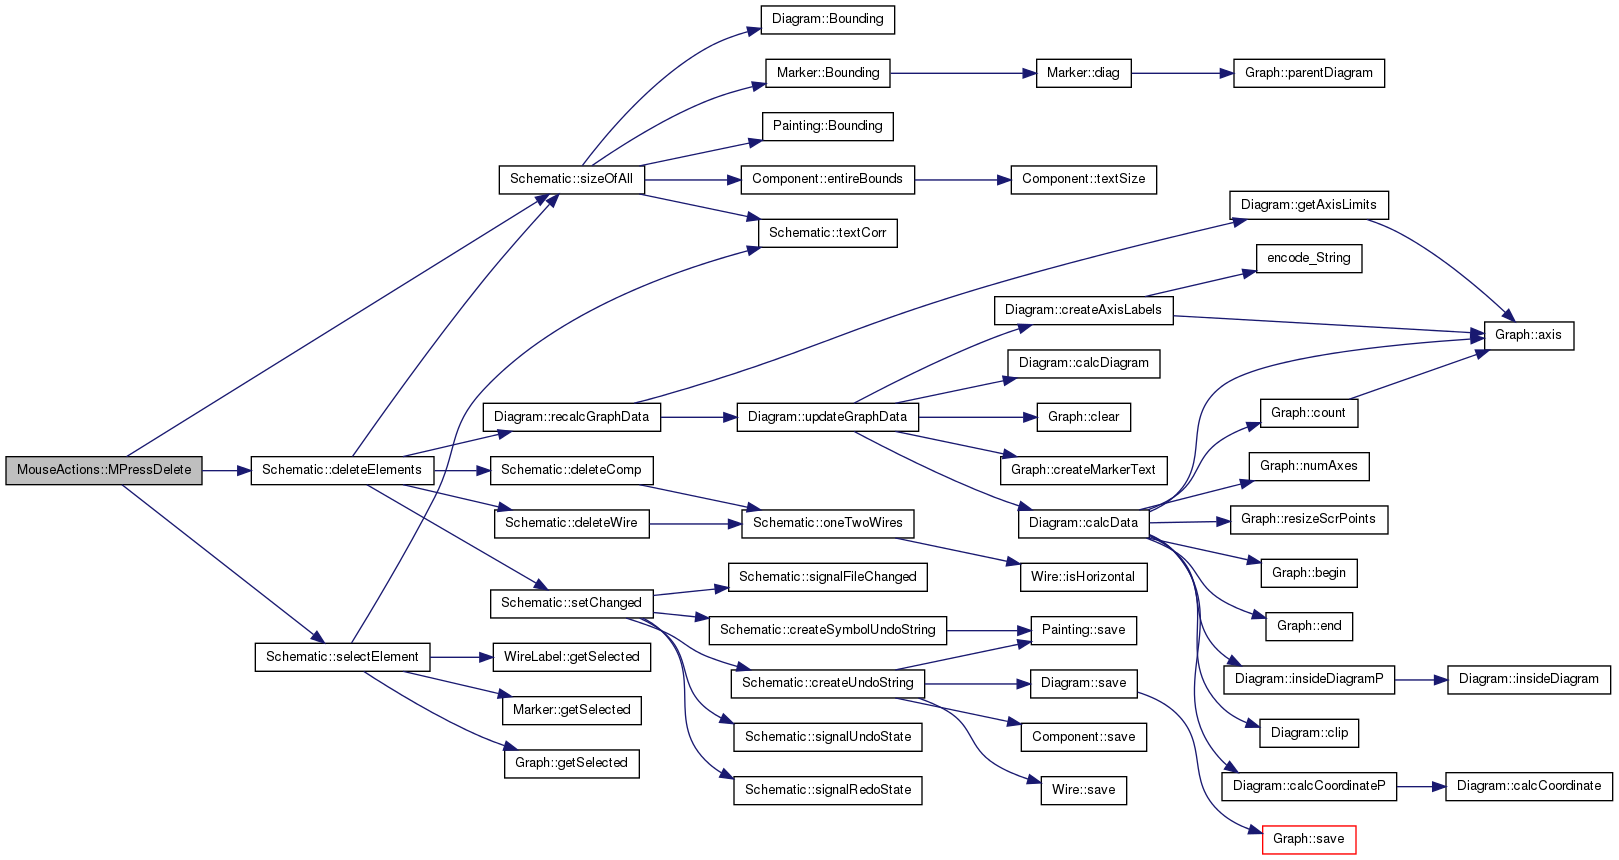 Diagram::Bounding
Marker::Bounding
Marker::diag
Graph::parentDiagram
Painting::Bounding
Schematic::sizeOfAll
Component::entireBounds
Component::textSize
Diagram::getAxisLimits
Schematic::textCorr
encode_String
Diagram::createAxisLabels
Graph::axis
Diagram::calcDiagram
Diagram::recalcGraphData
Diagram::updateGraphData
Graph::clear
Graph::count
MouseActions::MPressDelete
Schematic::deleteElements
Schematic::deleteComp
Graph::createMarkerText
Graph::numAxes
Schematic::deleteWire
Schematic::oneTwoWires
Diagram::calcData
Graph::resizeScrPoints
Schematic::signalFileChanged
Wire::isHorizontal
Graph::begin
Schematic::setChanged
Schematic::createSymbolUndoString
Painting::save
Graph::end
Schematic::selectElement
WireLabel::getSelected
Schematic::createUndoString
Diagram::save
Diagram::insideDiagramP
Diagram::insideDiagram
Marker::getSelected
Schematic::signalUndoState
Component::save
Diagram::clip
Graph::getSelected
Schematic::signalRedoState
Wire::save
Diagram::calcCoordinateP
Diagram::calcCoordinate
Graph::save